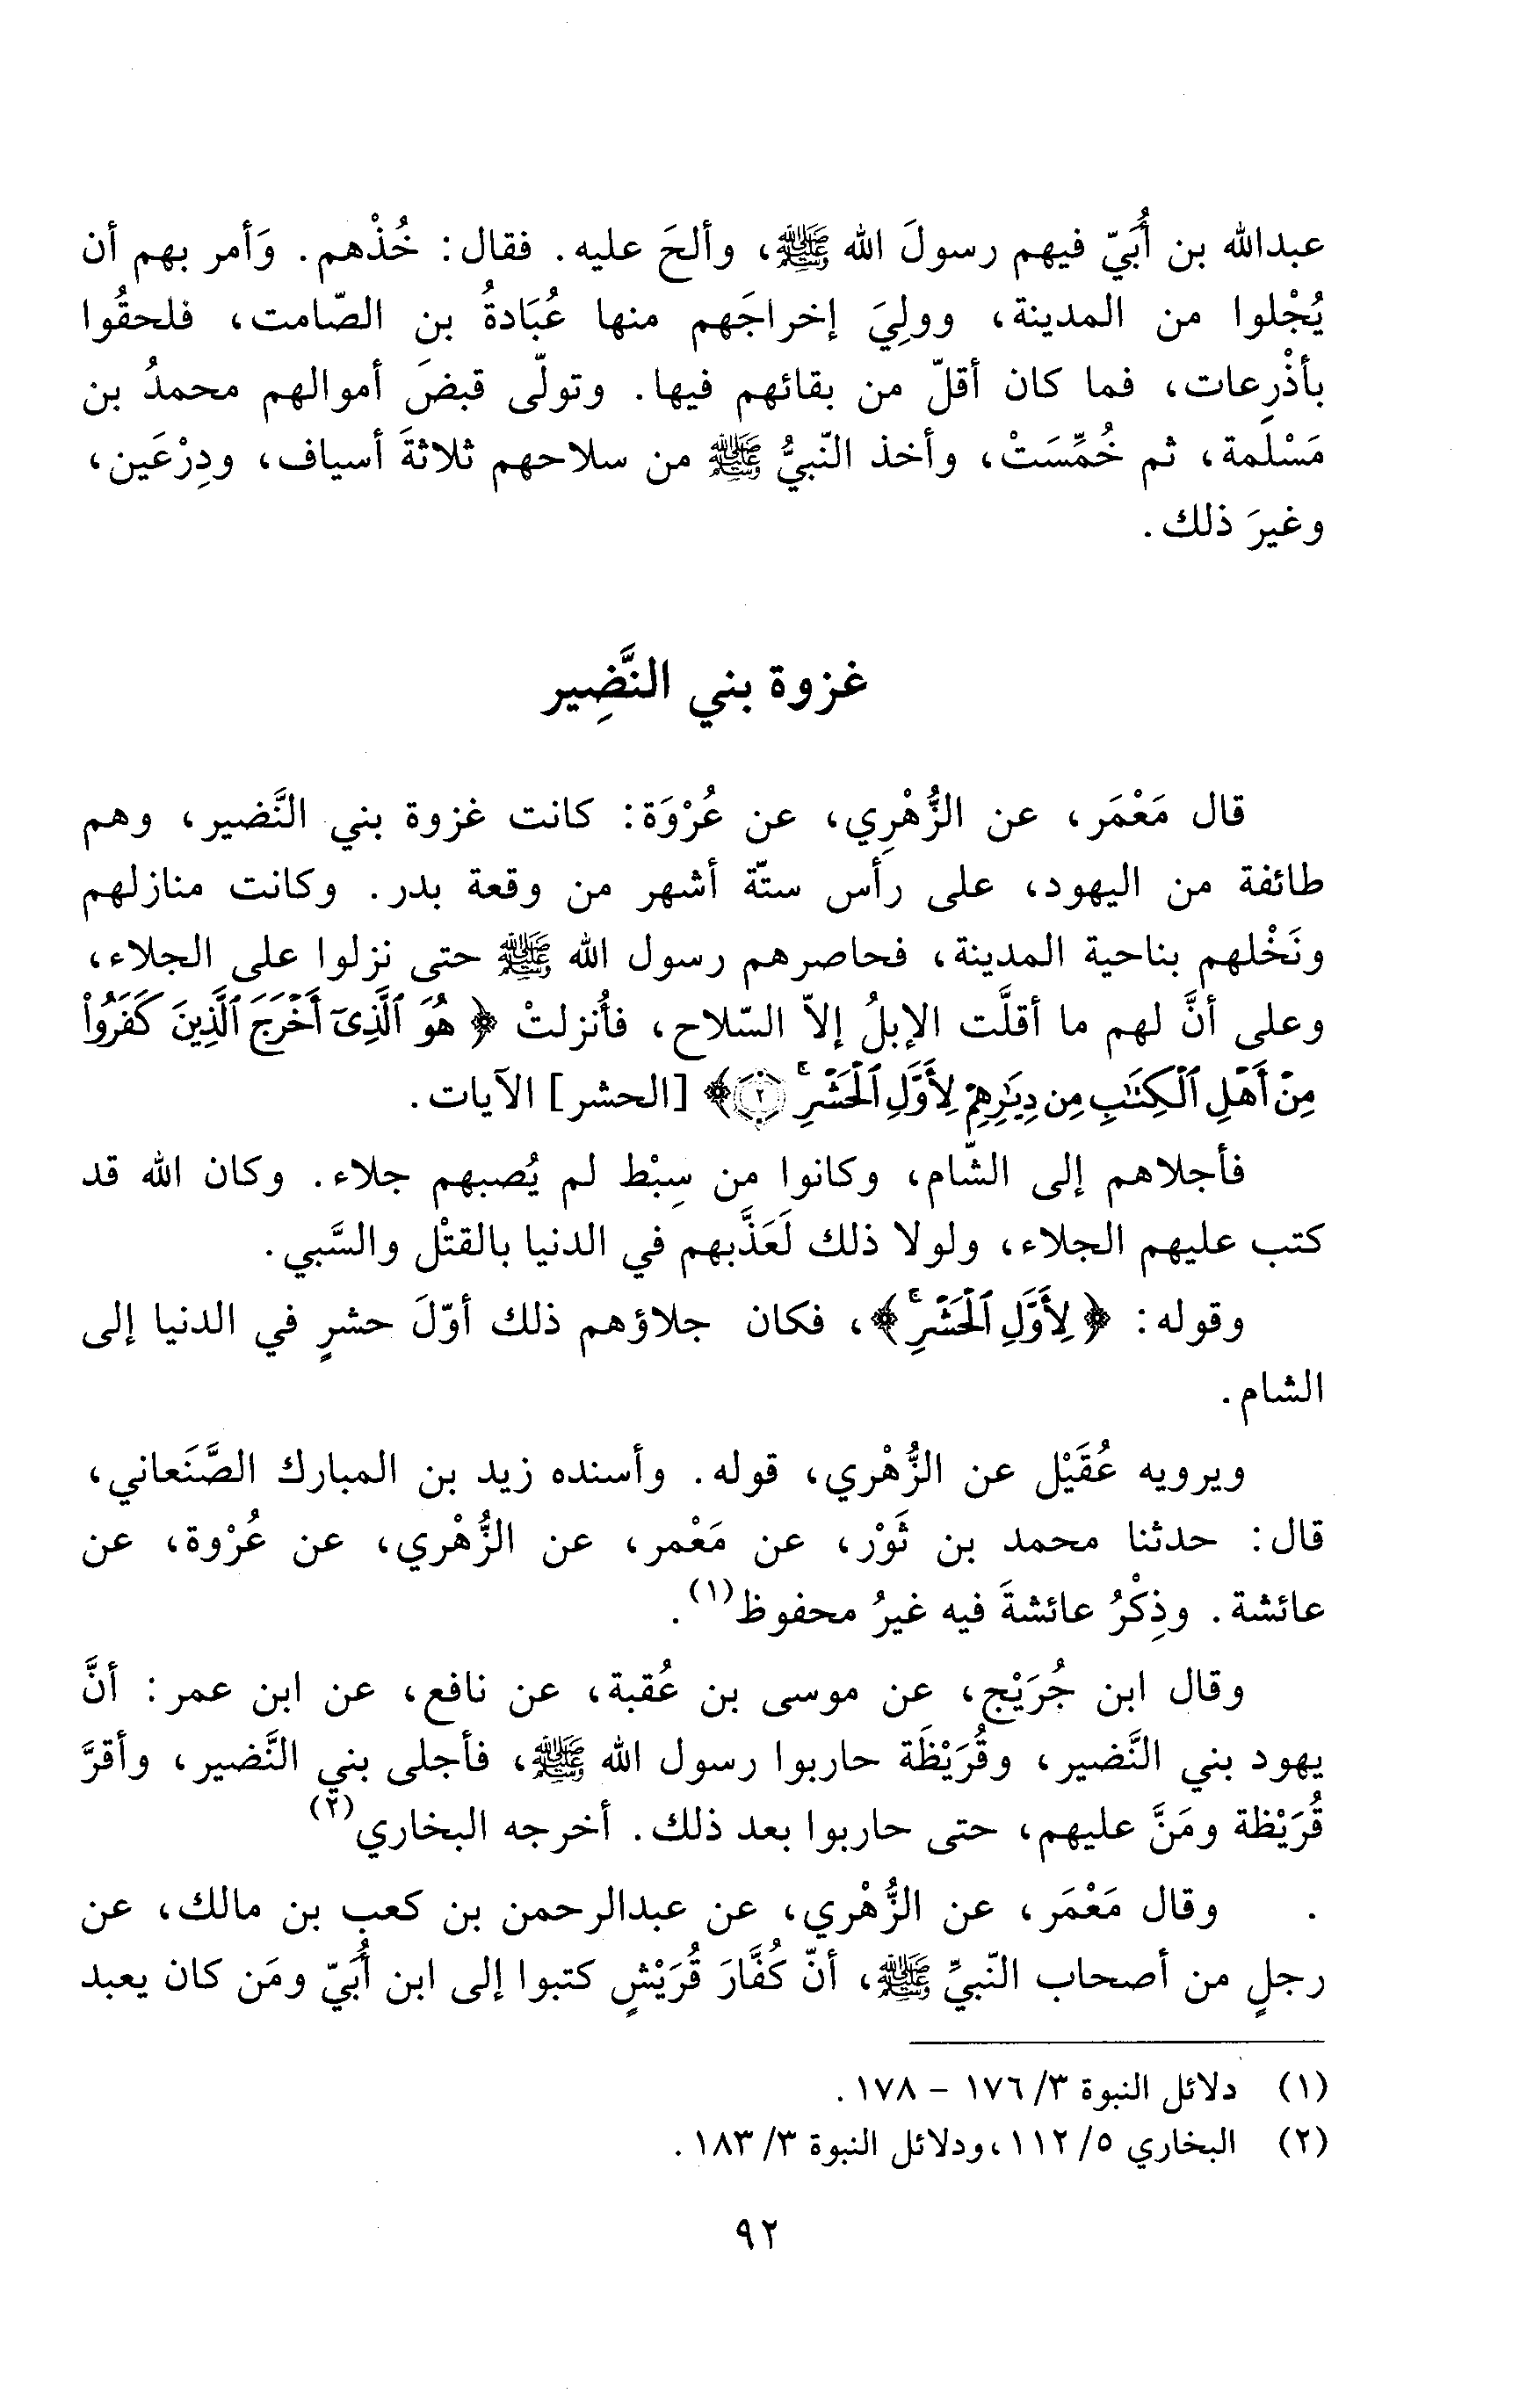 عبدالله بن أُبَيّ فيهم رسولَ الله ﷺ، وألحَ عليه. فقال: خُذْهم. وَأمر بهم أن
يُجْلوا من المدينة، وولِيَ إخراجَهم منها عُبَادةُ بن الصّامت، فلحقُوا
بأذْرِعات، فما كان أقلّ من بقائهم فيها. وتولّى قبضَ أموالهم محمدُ بن
مَسْلَمة، ثم خُمِّسَتْ، وأخذ النّبيُّ ﷺ من سلاحهم ثلاثةَ أسياف، ودِرْعَين،
وغيرَ ذلك.
غزوة بني النَّضِير
قال مَعْمَر، عن الزُّهْرِي، عن عُرْوَة: كانت غزوة بني النَّضير، وهم
طائفة من اليهود، على رأس ستّة أشهر من وقعة بدر. وكانت منازلهم
ونَخْلهم بناحية المدينة، فحاصرهم رسول الله ﷺ حتى نزلوا على الجلاء،
وعلى أنَّ لهم ما أقلَّت الإبلُ إلاّ السّلاح، فأُنزلتْ ﴿ هُوَ ٱلَّذِىٓ أَخْرَجَ ٱلَّذِينَ كَفَرُوا۟
مِنْ أَهْلِ ٱلْكِتَٰبِ مِن دِيَٰرِهِمْ لِأَوَّلِ ٱلْحَشْرِ ۚ ٢﴾ [الحشر] الآيات.
فأجلاهم إلى الشّام، وكانوا من سِبْط لم يُصبهم جلاء. وكان الله قد
كتب عليهم الجلاء، ولولا ذلك لَعَذَّبهم في الدنيا بالقتْل والسَّبي.
وقوله: ﴿ لِأَوَّلِ ٱلْحَشْرِ ۚ﴾، فكان جلاؤهم ذلك أوّلَ حشرٍ في الدنيا إلى
الشام.
ويرويه عُقَيْل عن الزُّهْري، قوله. وأسنده زيد بن المبارك الصَّنَعاني،
قال: حدثنا محمد بن ثَوْر، عن مَعْمر، عن الزُّهْري، عن عُرْوة، عن
عائشة. وذِكْرُ عائشةَ فيه غيرُ محفوظ(١).
وقال ابن جُرَيْج، عن موسى بن عُقبة، عن نافع، عن ابن عمر: أنَّ
يهود بني النَّضير، وقُرَيْظَة حاربوا رسول الله ﷺ، فأجلى بني النَّضير، وأقرَّ
قُرَيْظة ومَنَّ عليهم، حتى حاربوا بعد ذلك. أخرجه البخاري(٢)
. وقال مَعْمَر، عن الزُّهْري، عن عبدالرحمن بن كعب بن مالك، عن
رجلٍ من أصحاب النّبيِّ ﷺ، أنّ كُفَّارَ قُرَيْشٍ كتبوا إلى ابن أُبَيّ ومَن كان يعبد
(١) دلائل النبوة ٣/ ١٧٦ - ١٧٨.
(٢) البخاري ٥/ ١١٢، ودلائل النبوة ٣/ ١٨٣.
٩٢